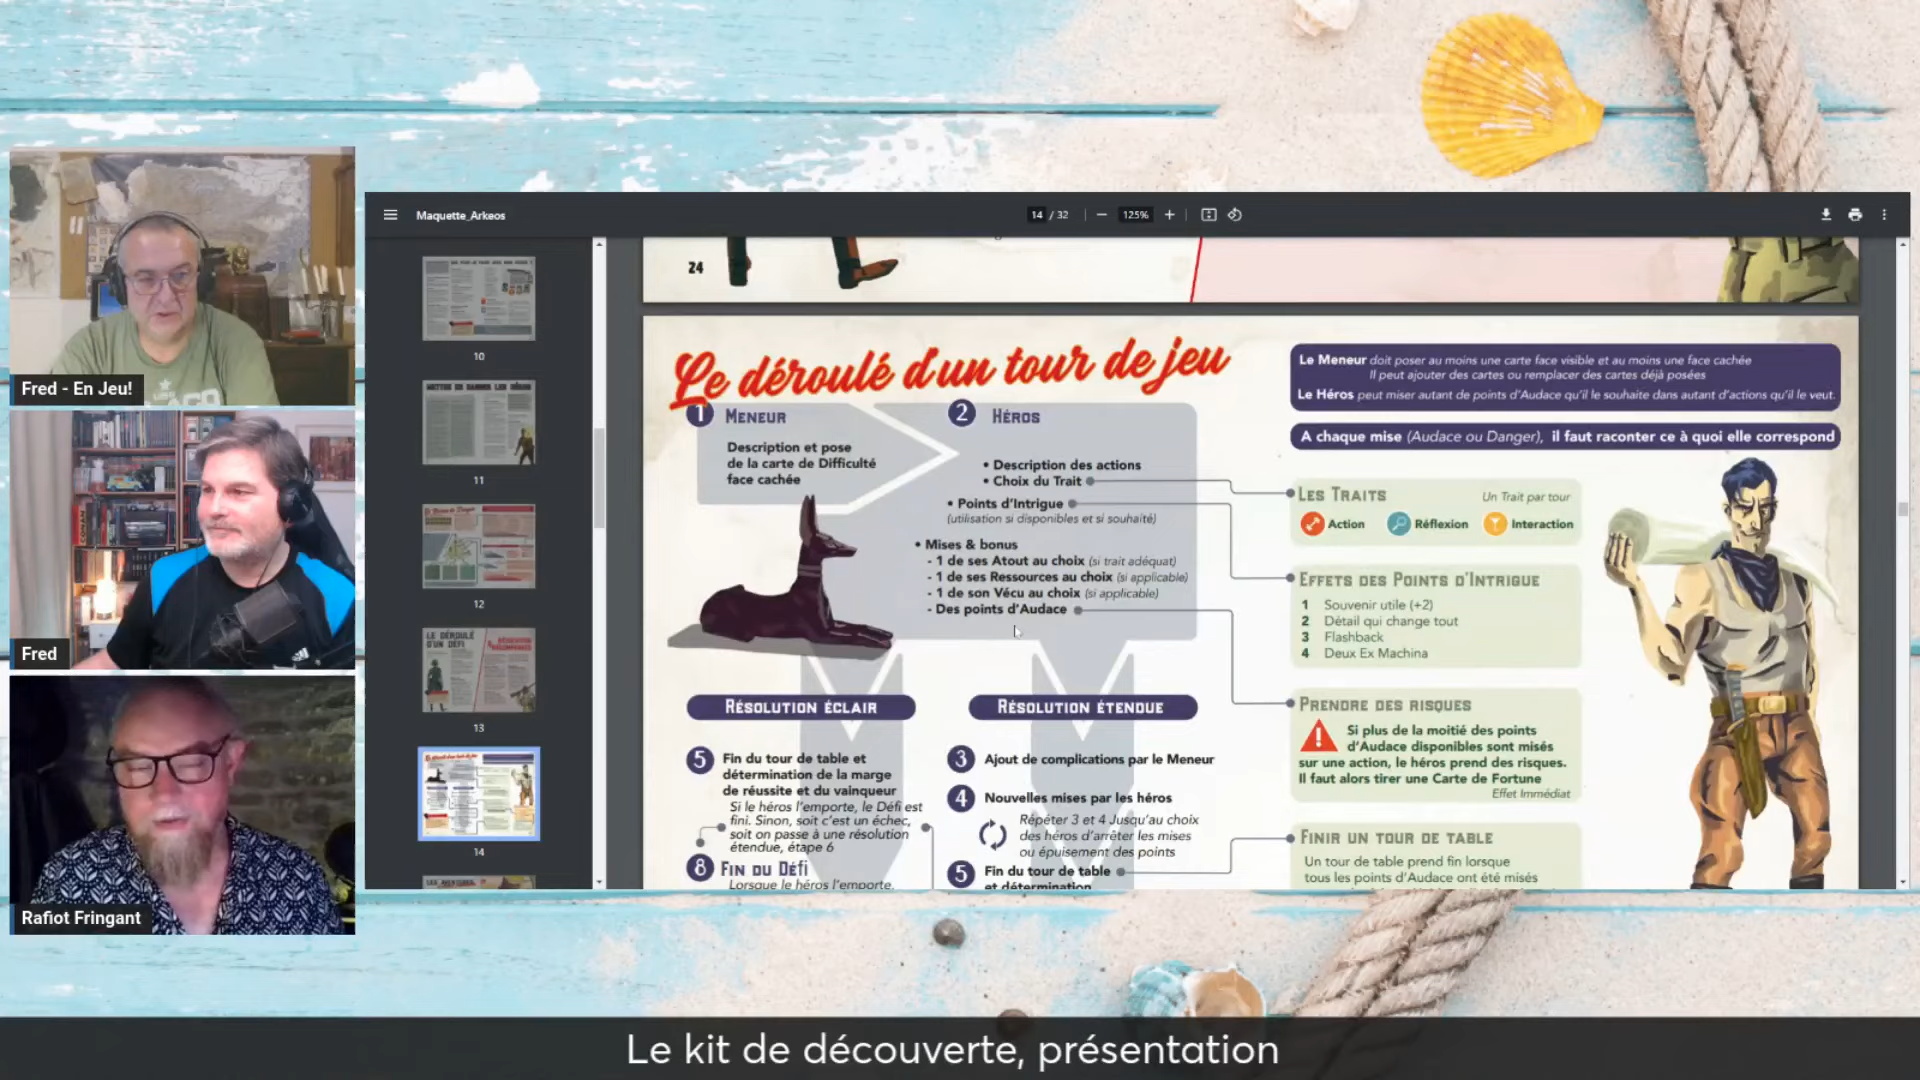 Maquette_Arkeos
14 / 32
125%
Fred - En Jeu!
Fred
Rafiot Fringant
10
METTRE EN DANGER LES HÉROS
11
12
LE DÉROULÉ
D'UN DÉFI
13
14
24
Le déroulé d'un tour de jeu
1 MENEUR
Description et pose
de la carte de Difficulté
face cachée
2 HÉROS
• Description des actions
• Choix du Trait
• Points d'Intrigue
(utilisation si disponibles et si souhaité)
• Mises & bonus
- 1 de ses Atout au choix (si trait adéquat)
- 1 de ses Ressources au choix (si applicable)
- 1 de son Vécu au choix (si applicable)
- Des points d'Audace
RÉSOLUTION ÉCLAIR
5 Fin du tour de table et
détermination de la marge
de réussite et du vainqueur
Si le héros l'emporte, le Défi est
fini. Sinon, soit c'est un échec,
soit on passe à une résolution
étendue, étape 6
8 FIN DU DÉFI
Lorsque le héros l'emporte,
RÉSOLUTION ÉTENDUE
3 Ajout de complications par le Meneur
4 Nouvelles mises par les héros
Répéter 3 et 4 Jusqu'au choix
des héros d'arrêter les mises
ou épuisement des points
5 Fin du tour de table
et détermination
Le Meneur doit poser au moins une carte face visible et au moins une face cachée
Il peut ajouter des cartes ou remplacer des cartes déjà posées
Le Héros peut miser autant de points d'Audace qu'il le souhaite dans autant d'actions qu'il le veut.
A chaque mise (Audace ou Danger), il faut raconter ce à quoi elle correspond
LES TRAITS Un Trait par tour
Action Réflexion Interaction
EFFETS DES POINTS D'INTRIGUE
1 Souvenir utile (+2)
2 Détail qui change tout
3 Flashback
4 Deux Ex Machina
PRENDRE DES RISQUES
Si plus de la moitié des points
d'Audace disponibles sont misés
sur une action, le héros prend des risques.
Il faut alors tirer une Carte de Fortune
Effet Immédiat
FINIR UN TOUR DE TABLE
Un tour de table prend fin lorsque
tous les points d'Audace ont été misés
Le kit de découverte, présentation